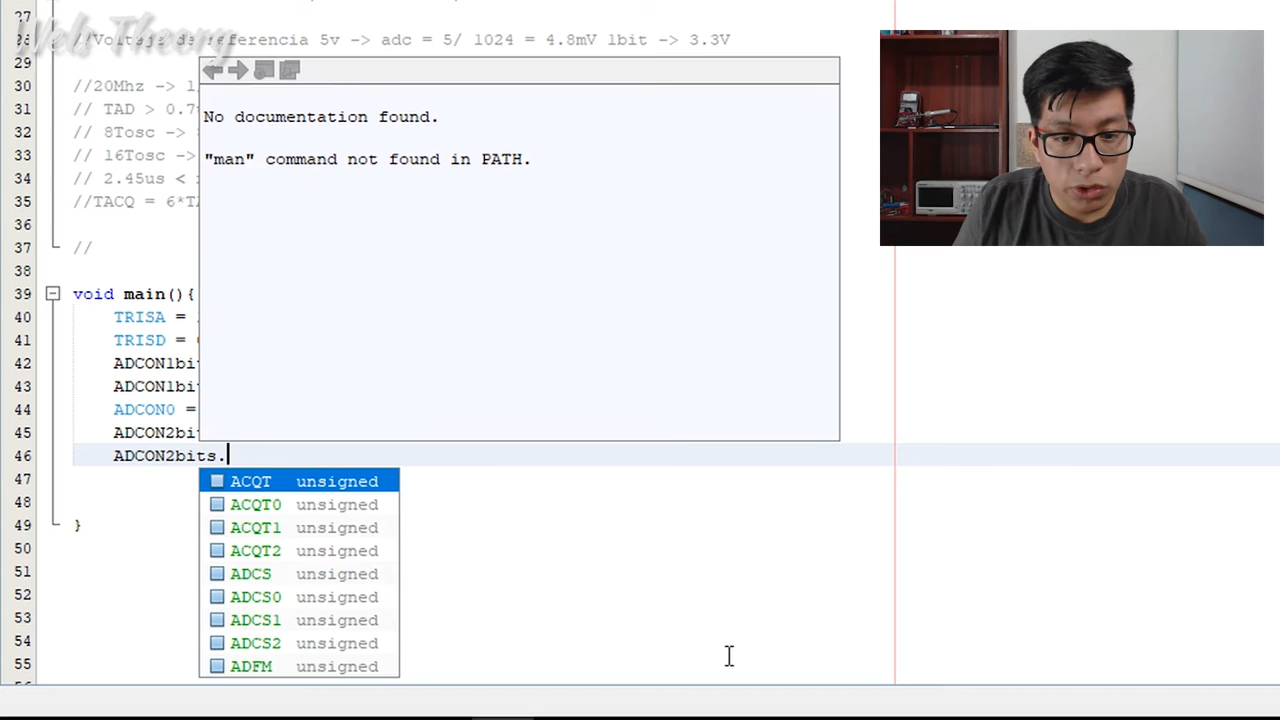 Web Theory
27
28 //Voltaje de referencia 5v -> adc = 5/ 1024 = 4.8mV 1bit -> 3.3V
29
30 //20Mhz -> 1/
31 // TAD > 0.7
32 // 8Tosc ->
33 // 16Tosc ->
34 // 2.45us <
35 //TACQ = 6*TA
36
37 //
38
39 void main(){
40 TRISA =
41 TRISD =
42 ADCON1bit
43 ADCON1bit
44 ADCON0 =
45 ADCON2bit
46 ADCON2bits.
47
48
49 }
50
51
52
53
54
55
No documentation found.
"man" command not found in PATH.
ACQT unsigned
ACQT0 unsigned
ACQT1 unsigned
ACQT2 unsigned
ADCS unsigned
ADCS0 unsigned
ADCS1 unsigned
ADCS2 unsigned
ADFM unsigned